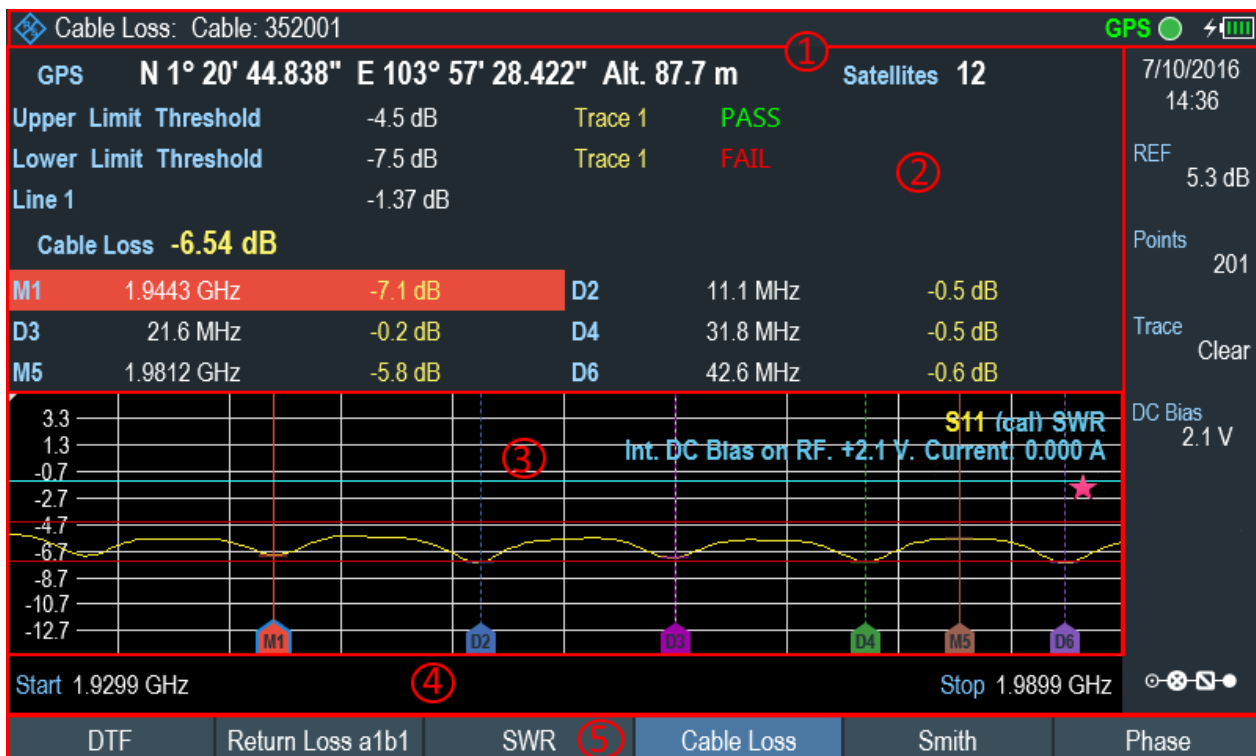 Cable Loss: Cable: 352001 GPS
①
GPS N 1° 20' 44.838" E 103° 57' 28.422" Alt. 87.7 m Satellites 12
7/10/2016
14:36
Upper Limit Threshold -4.5 dB Trace 1 PASS
Lower Limit Threshold -7.5 dB Trace 1 FAIL
②
Line 1 -1.37 dB
Cable Loss -6.54 dB
M1 1.9443 GHz -7.1 dB D2 11.1 MHz -0.5 dB
D3 21.6 MHz -0.2 dB D4 31.8 MHz -0.5 dB
M5 1.9812 GHz -5.8 dB D6 42.6 MHz -0.6 dB
REF
5.3 dB
Points
201
Trace
Clear
DC Bias
2.1 V
S11 (cal) SWR
Int. DC Bias on RF. +2.1 V. Current: 0.000 A
③
3.3
1.3
-0.7
-2.7
-4.7
-6.7
-8.7
-10.7
-12.7
M1 D2 D3 D4 M5 D6
④
Start 1.9299 GHz Stop 1.9899 GHz
DTF Return Loss a1b1 SWR ⑤ Cable Loss Smith Phase